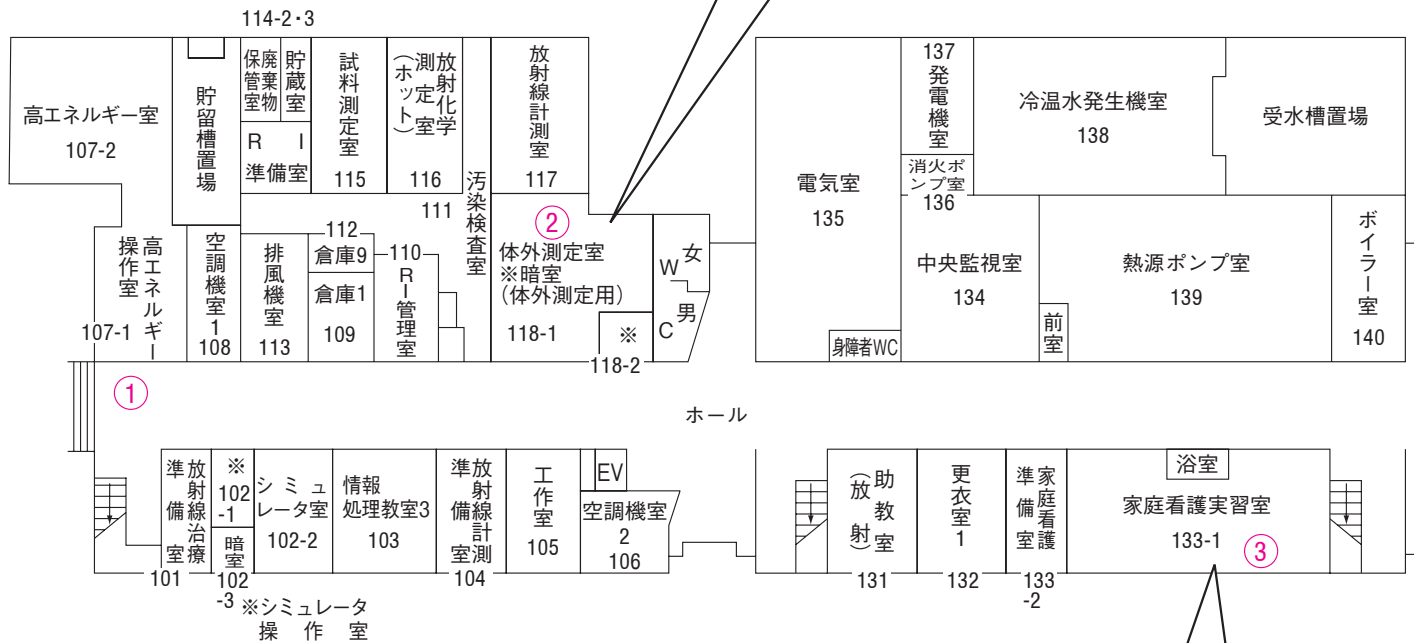 114-2・3
高エネルギー室
107-2
貯留槽置場
廃棄物
保管室
貯蔵室
RI
準備室
試料測定室
115
放射化学
測定室
（ホット）
116
汚染検査室
111
放射線計測室
117
②
体外測定室
※暗室
（体外測定用）
118-1
※
118-2
女
男
WC
高エネルギー
操作室
107-1
空調機室1
108
排風機室
113
112
倉庫9
倉庫1
109
110
RI管理室
電気室
135
137
発電機室
消火ポ
ンプ室
136
冷温水発生機室
138
受水槽置場
中央監視室
134
身障者WC
前室
熱源ポンプ室
139
ボイラー室
140
①
ホール
放射線治療
準備室
101
※
102
-1
暗室
102
-3
シミュ
レータ室
102-2
※シミュレータ
操作室
情報
処理教室3
103
放射線計測
準備室
104
工作室
105
EV
空調機室
2
106
助教室
（放射）
131
更衣室1
132
家庭看護
準備室
133
-2
浴室
家庭看護実習室
133-1
③